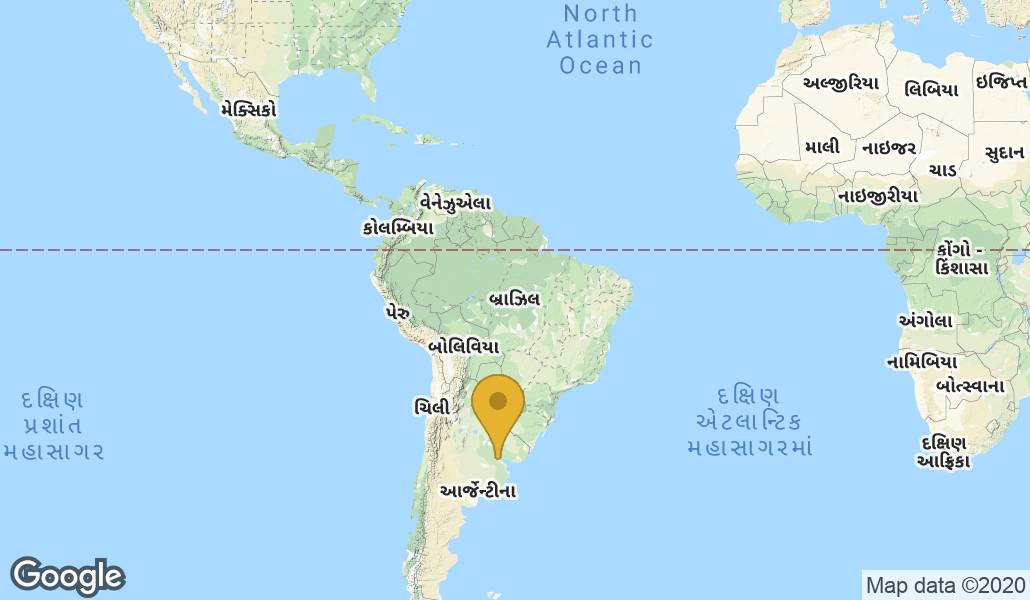 North
Atlantic
Ocean
અલ્જીરિયા
લિબિયા
ઇજિપ્ત
મેક્સિકો
માલી
નાઇજર
સુદાન
ચાડ
નાઇજીરીયા
વેનેઝુએલા
કોલમ્બિયા
કોંગો -
કિંશાસા
બ્રાઝિલ
પેરુ
અંગોલા
બોલિવિયા
નામિબિયા
બોત્સ્વાના
દક્ષિણ
પ્રશાંત
મહાસાગર
ચિલી
દક્ષિણ
એટલાન્ટિક
મહાસાગરમાં
દક્ષિણ
આફ્રિકા
આર્જેન્ટીના
Google
Map data ©2020